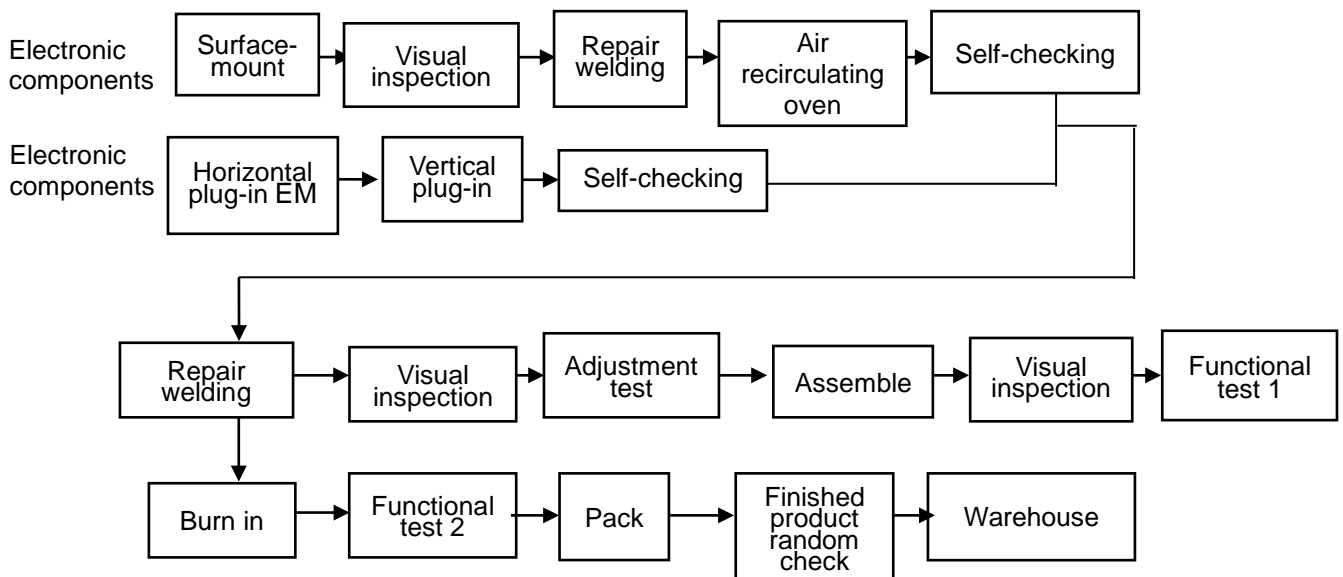 Electronic
components
Surface-
mount
Visual
inspection
Repair
welding
Air
recirculating
oven
Self-checking
Electronic
components
Horizontal
plug-in EM
Vertical
plug-in
Self-checking
Repair
welding
Visual
inspection
Adjustment
test
Assemble
Visual
inspection
Functional
test 1
Burn in
Functional
test 2
Pack
Finished
product
random
check
Warehouse